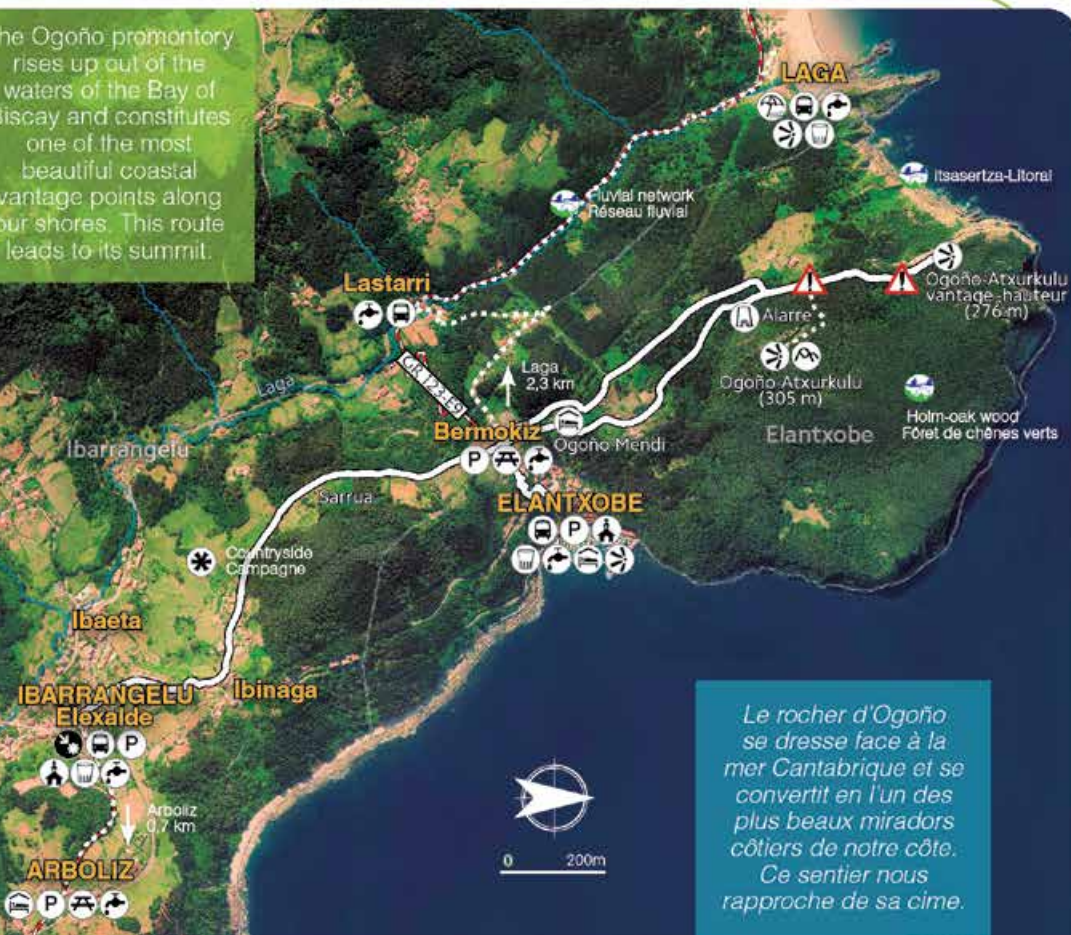 he Ogoño promontory
rises up out of the
waters of the Bay of
Biscay and constitutes
one of the most
beautiful coastal
vantage points along
our shores. This route
leads to its summit.
LAGA
Itsasertza-Litoral
Fluvial network
Réseau fluvial
Lastarri
GR 123-E9
Laga
2,3 km
Alarre
Ogoño-Atxurkulu
vantage-hauteur
(276 m)
Ogoño-Atxurkulu
(305 m)
Holm-oak wood
Fôret de chênes verts
Elantxobe
Laga
Ibarrangelu
Bermokiz
P
Ogoño Mendi
Sarrua
ELANTXOBE
P
Countryside
Campagne
Ibaeta
IBARRANGELU
Elexalde
P
Ibinaga
Arboliz
0,7 km
ARBOLIZ
P
0 200m
Le rocher d'Ogoño
se dresse face à la
mer Cantabrique et se
convertit en l'un des
plus beaux miradors
côtiers de notre côte.
Ce sentier nous
rapproche de sa cime.